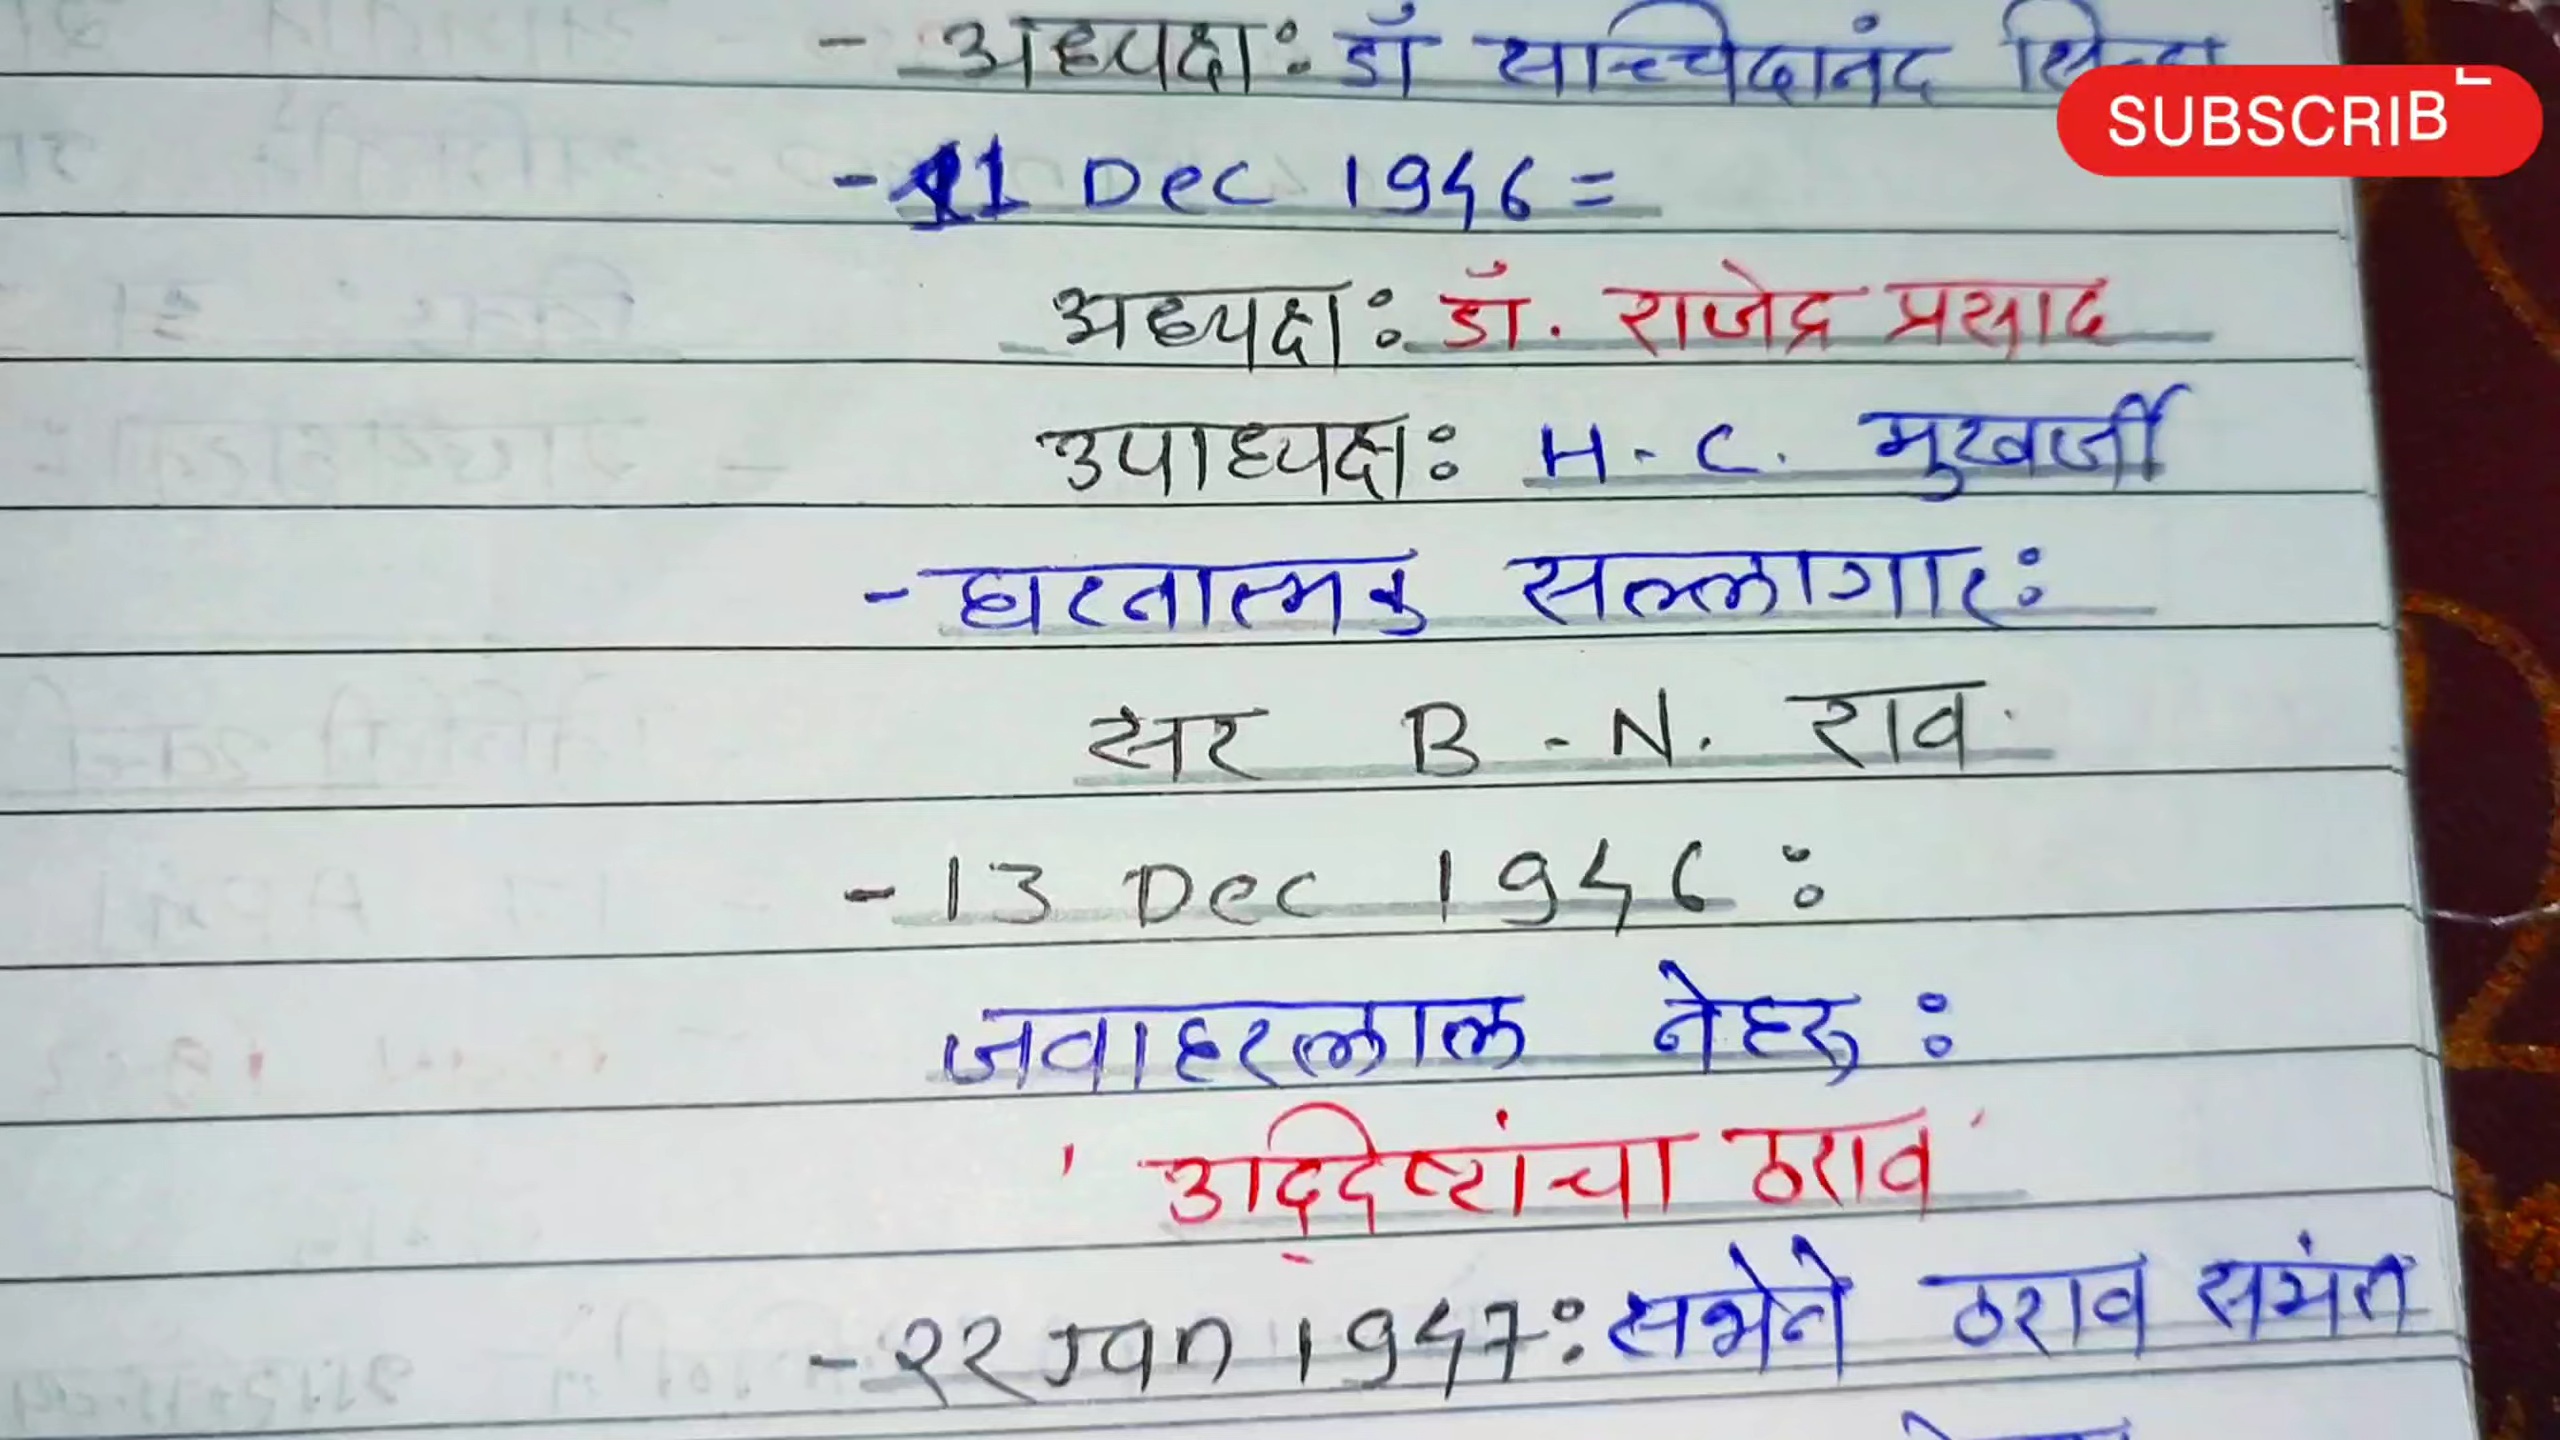 - अध्यक्ष: डॉ सच्चिदानंद सिन्हा
SUBSCRIB
- 11 Dec 1946 =
अध्यक्ष: डॉ. राजेद्र प्रसाद
उपाध्यक्ष: H. C. मुखर्जी
- घटनात्मक सल्लागार:
सर B. N. राव.
- 13 Dec 1946 :
जवाहरलाल नेहरु :
' उद्दिष्टांचा ठराव '
- 22 Jan 1947 : सभेने ठराव संमत